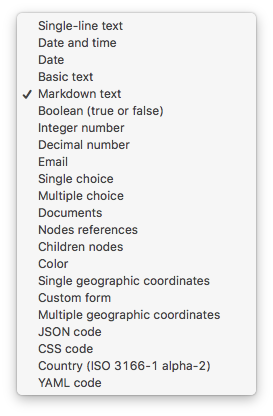 Single-line text
Date and time
Date
Basic text
Markdown text
Boolean (true or false)
Integer number
Decimal number
Email
Single choice
Multiple choice
Documents
Nodes references
Children nodes
Color
Single geographic coordinates
Custom form
Multiple geographic coordinates
JSON code
CSS code
Country (ISO 3166-1 alpha-2)
YAML code